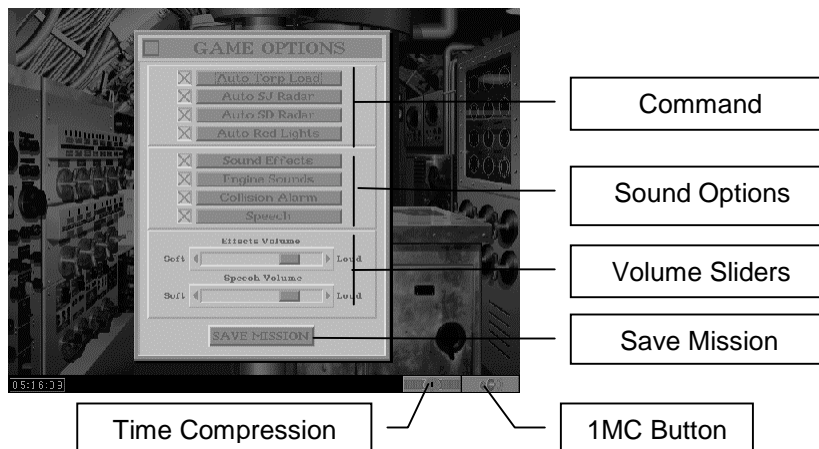 GAME OPTIONS
Auto Torp Load
Auto SJ Radar
Auto SD Radar
Auto Red Lights
Sound Effects
Engine Sounds
Collision Alarm
Speech
Effects Volume
Soft Loud
Speech Volume
Soft Loud
SAVE MISSION
05:16:09
Command
Sound Options
Volume Sliders
Save Mission
Time Compression
1MC Button